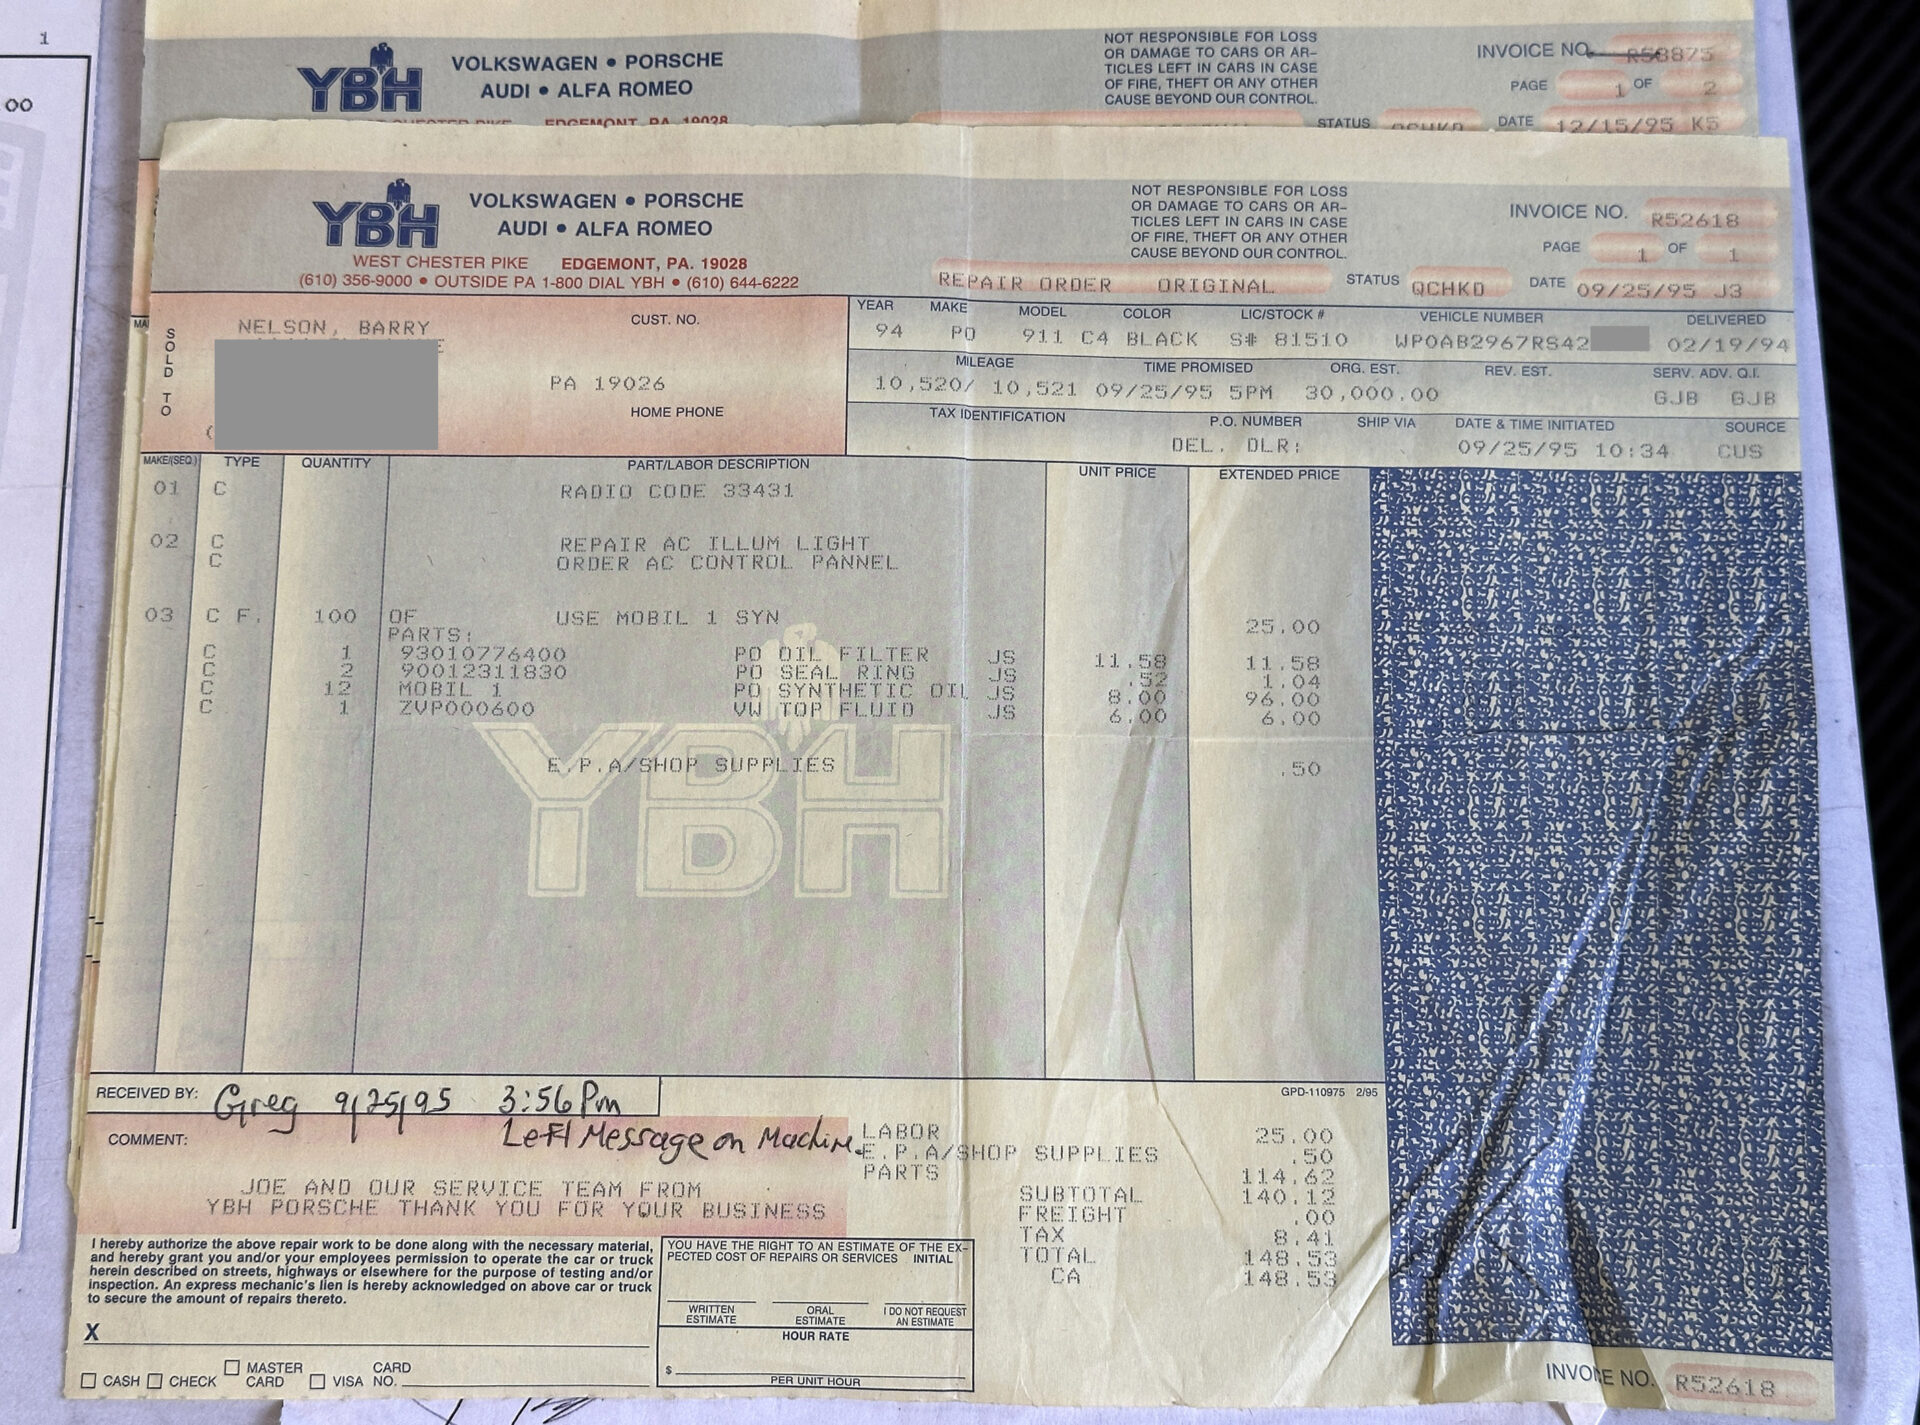 1
00
YBH
VOLKSWAGEN • PORSCHE
AUDI • ALFA ROMEO
CHESTER PIKE EDGEMONT, PA. 19028
NOT RESPONSIBLE FOR LOSS
OR DAMAGE TO CARS OR AR-
TICLES LEFT IN CARS IN CASE
OF FIRE, THEFT OR ANY OTHER
CAUSE BEYOND OUR CONTROL.
INVOICE NO. R58875
PAGE 1 OF 2
STATUS QCHKD DATE 12/15/95 K5
YBH
VOLKSWAGEN • PORSCHE
AUDI • ALFA ROMEO
WEST CHESTER PIKE EDGEMONT, PA. 19028
(610) 356-9000 • OUTSIDE PA 1-800 DIAL YBH • (610) 644-6222
NOT RESPONSIBLE FOR LOSS
OR DAMAGE TO CARS OR AR-
TICLES LEFT IN CARS IN CASE
OF FIRE, THEFT OR ANY OTHER
CAUSE BEYOND OUR CONTROL.
INVOICE NO. R52618
PAGE 1 OF 1
REPAIR ORDER ORIGINAL STATUS QCHKD DATE 09/25/95 J3
SOLD TO
NELSON, BARRY
CUST. NO.
PA 19026
HOME PHONE
(
YEAR MAKE MODEL COLOR LIC/STOCK # VEHICLE NUMBER DELIVERED
94 PO 911 C4 BLACK S# 81510 WP0AB2967RS42 02/19/94
MILEAGE TIME PROMISED ORG. EST. REV. EST. SERV. ADV. Q.I.
10,520/ 10,521 09/25/95 5PM 30,000.00 GJB GJB
TAX IDENTIFICATION P.O. NUMBER SHIP VIA DATE & TIME INITIATED SOURCE
DEL. DLR: 09/25/95 10:34 CUS
MAKE/(SEQ.) TYPE QUANTITY PART/LABOR DESCRIPTION UNIT PRICE EXTENDED PRICE
01 C RADIO CODE 33431
02 C REPAIR AC ILLUM LIGHT
C ORDER AC CONTROL PANNEL
03 C F. 100 OF USE MOBIL 1 SYN 25.00
PARTS:
C 1 93010776400 PO OIL FILTER JS 11.58 11.58
C 2 90012311830 PO SEAL RING JS .52 1.04
C 12 MOBIL 1 PO SYNTHETIC OIL JS 8.00 96.00
C 1 ZVP000600 VW TOP FLUID JS 6.00 6.00
E.P.A/SHOP SUPPLIES .50
YBH
GPD-110975 2/95
RECEIVED BY: Greg 9/25/95 3:56 Pm
COMMENT: Left Message on Machine.
JOE AND OUR SERVICE TEAM FROM
YBH PORSCHE THANK YOU FOR YOUR BUSINESS
LABOR 25.00
E.P.A/SHOP SUPPLIES .50
PARTS 114.62
SUBTOTAL 140.12
FREIGHT .00
TAX 8.41
TOTAL 148.53
CA 148.53
I hereby authorize the above repair work to be done along with the necessary material,
and hereby grant you and/or your employees permission to operate the car or truck
herein described on streets, highways or elsewhere for the purpose of testing and/or
inspection. An express mechanic's lien is hereby acknowledged on above car or truck
to secure the amount of repairs thereto.
X
CASH CHECK MASTER CARD VISA CARD NO.
YOU HAVE THE RIGHT TO AN ESTIMATE OF THE EX-
PECTED COST OF REPAIRS OR SERVICES INITIAL
WRITTEN ESTIMATE ORAL ESTIMATE I DO NOT REQUEST AN ESTIMATE
HOUR RATE
$
PER UNIT HOUR
INVOICE NO. R52618